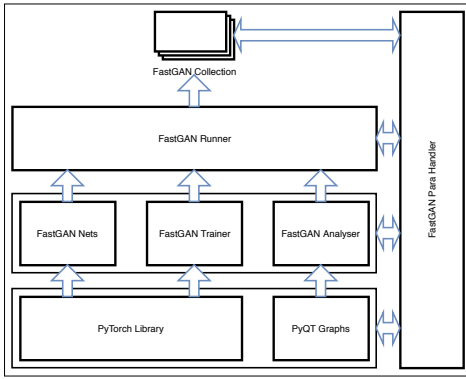 FastGAN Collection
FastGAN Runner
FastGAN Para Handler
FastGAN Nets
FastGAN Trainer
FastGAN Analyser
PyTorch Library
PyQT Graphs